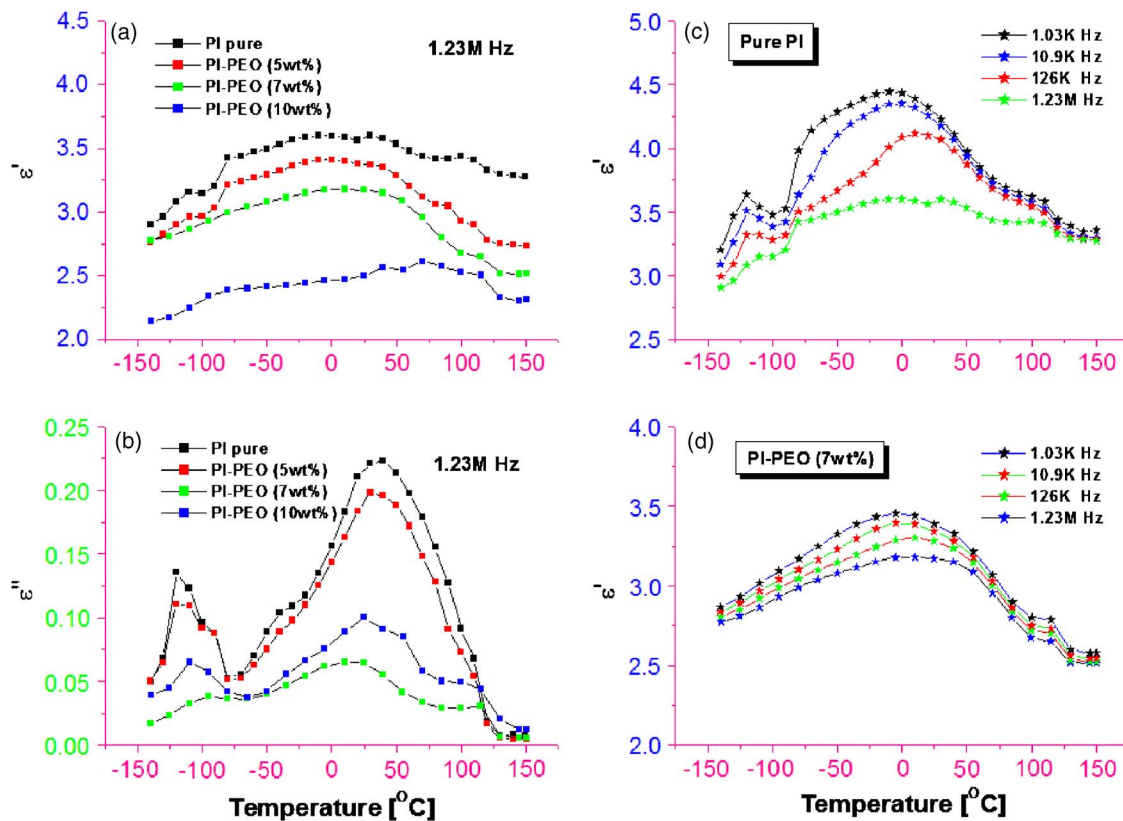 (a)
1.23M Hz
PI pure
PI-PEO (5wt%)
PI-PEO (7wt%)
PI-PEO (10wt%)
ε'
4.5
4.0
3.5
3.0
2.5
2.0
-150 -100 -50 0 50 100 150
(c)
Pure PI
1.03K Hz
10.9K Hz
126K Hz
1.23M Hz
ε'
5.0
4.5
4.0
3.5
3.0
2.5
-150 -100 -50 0 50 100 150
(b)
1.23M Hz
PI pure
PI-PEO (5wt%)
PI-PEO (7wt%)
PI-PEO (10wt%)
ε"
0.25
0.20
0.15
0.10
0.05
0.00
-150 -100 -50 0 50 100 150
Temperature [°C]
(d)
PI-PEO (7wt%)
1.03K Hz
10.9K Hz
126K Hz
1.23M Hz
ε'
4.0
3.5
3.0
2.5
2.0
-150 -100 -50 0 50 100 150
Temperature [°C]